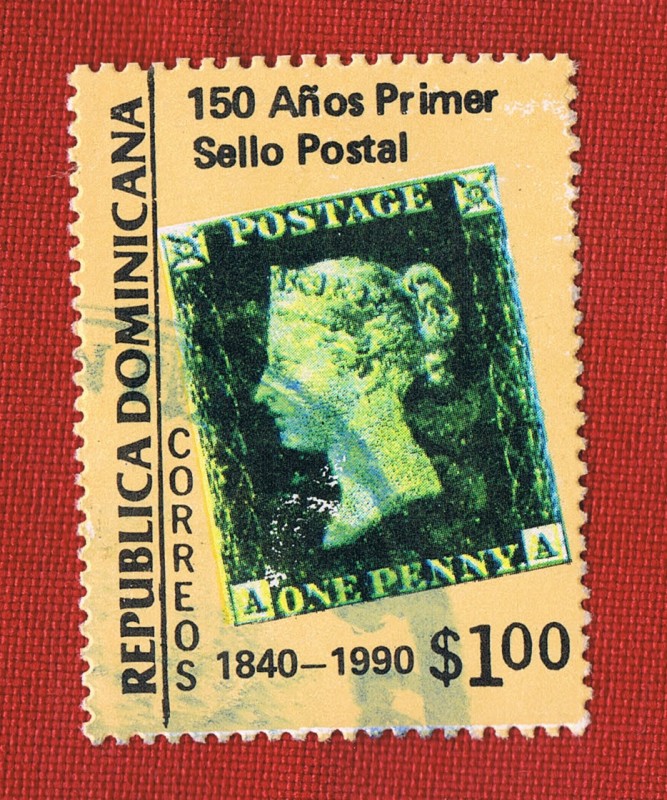 REPUBLICA DOMINICANA
CORREOS
150 Años Primer
Sello Postal
POSTAGE
A ONE PENNY. A
1840–1990 $1.00